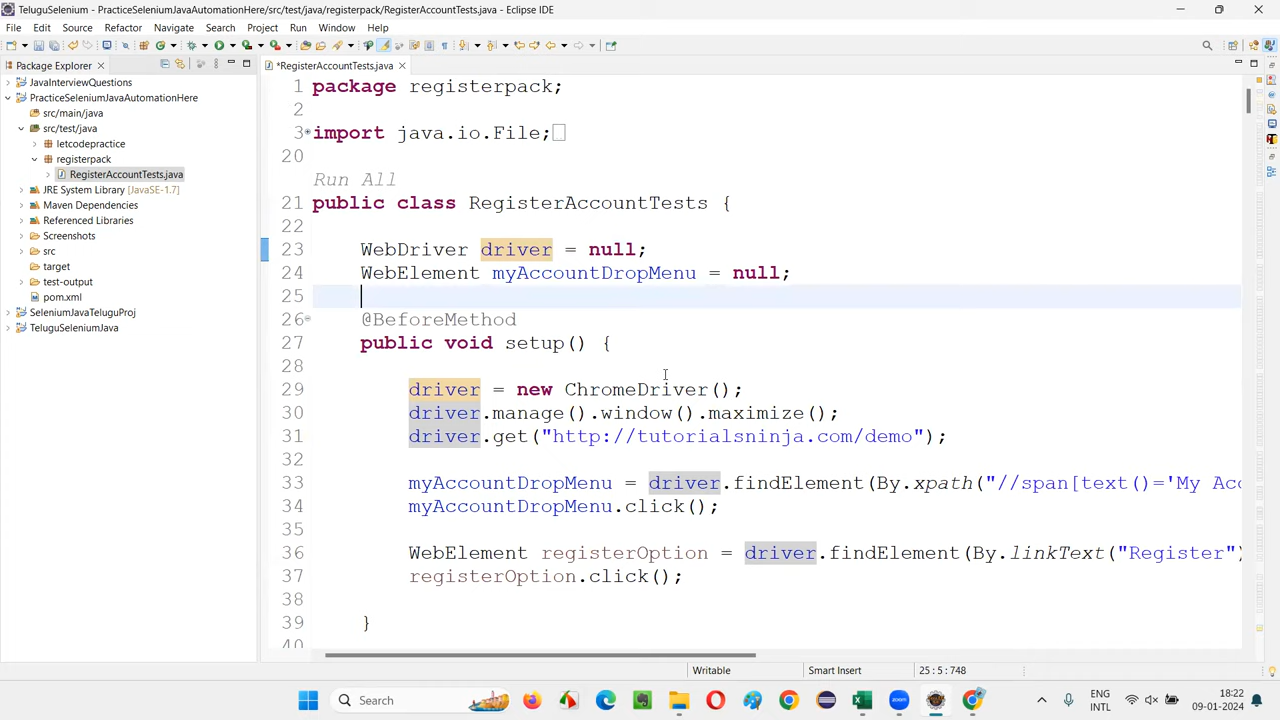 TeluguSelenium - PracticeSeleniumJavaAutomationHere/src/test/java/registerpack/RegisterAccountTests.java - Eclipse IDE
File Edit Source Refactor Navigate Search Project Run Window Help
Package Explorer
*RegisterAccountTests.java
JavaInterviewQuestions
PracticeSeleniumJavaAutomationHere
src/main/java
src/test/java
letcodepractice
registerpack
RegisterAccountTests.java
JRE System Library [JavaSE-1.7]
Maven Dependencies
Referenced Libraries
Screenshots
src
target
test-output
pom.xml
SeleniumJavaTeluguProj
TeluguSeleniumJava
1 package registerpack;
2
3 import java.io.File;
20
Run All
21 public class RegisterAccountTests {
22
23 WebDriver driver = null;
24 WebElement myAccountDropMenu = null;
25
26 @BeforeMethod
27 public void setup() {
28
29 driver = new ChromeDriver();
30 driver.manage().window().maximize();
31 driver.get("http://tutorialsninja.com/demo");
32
33 myAccountDropMenu = driver.findElement(By.xpath("//span[text()='My Acc
34 myAccountDropMenu.click();
35
36 WebElement registerOption = driver.findElement(By.linkText("Register")
37 registerOption.click();
38
39 }
40
Writable
Smart Insert
25 : 5 : 748
Search
ENG
INTL
18:22
09-01-2024